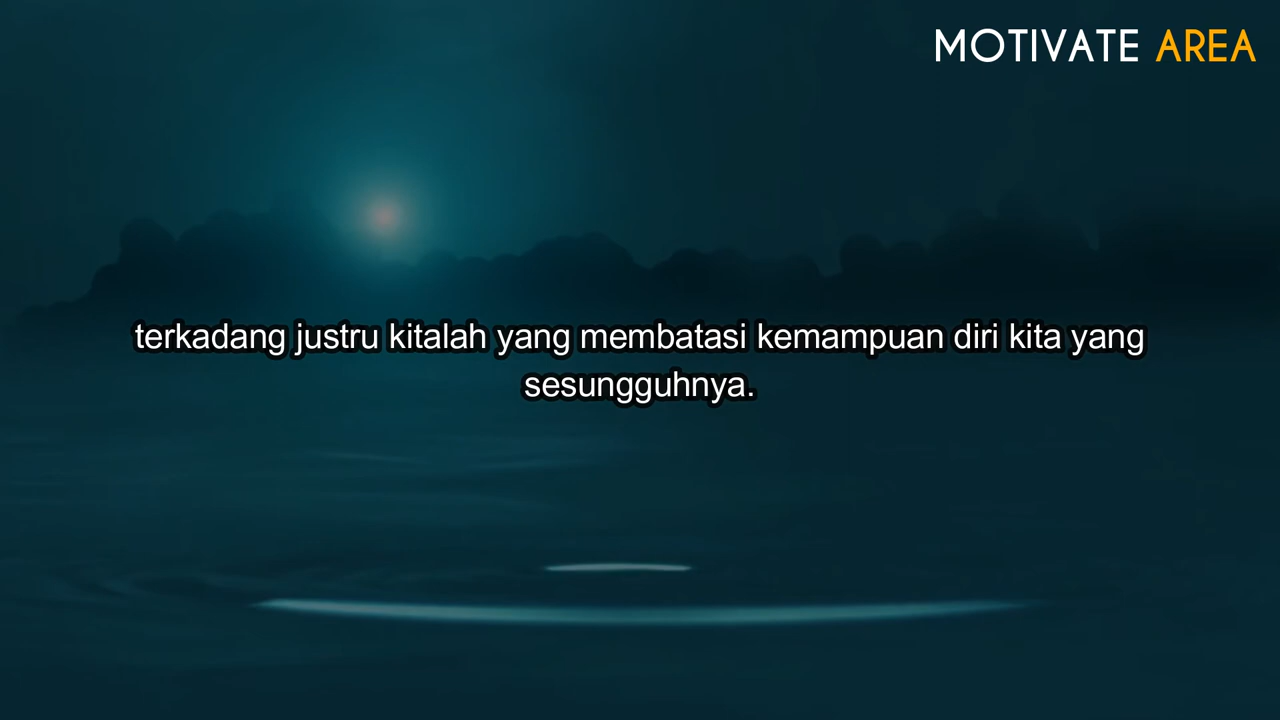 MOTIVATE AREA
terkadang justru kitalah yang membatasi kemampuan diri kita yang
sesungguhnya.